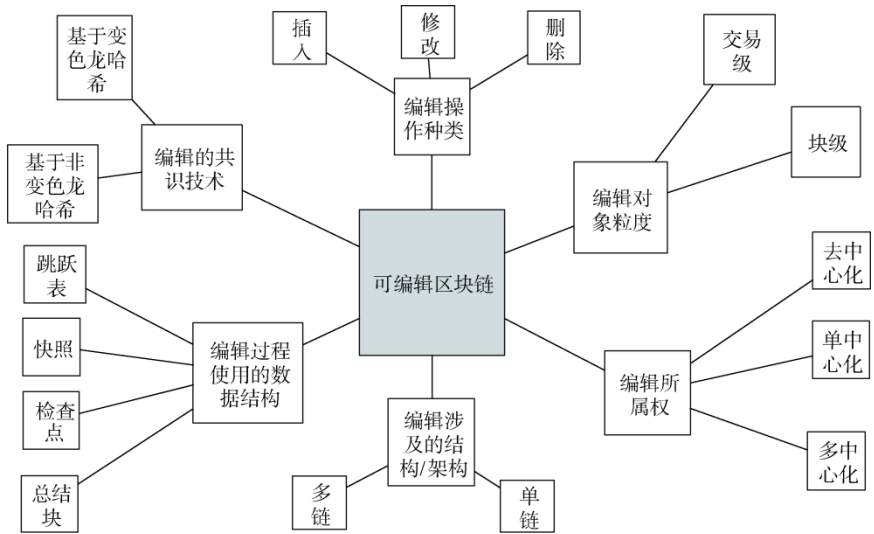 基于变
色龙哈
希
插
入
修
改
删
除
交易
级
编辑操
作种类
块级
编辑的共
识技术
基于非
变色龙
哈希
编辑对
象粒度
可编辑区块链
跳跃
表
快照
检查
点
总结
块
编辑过程
使用的数
据结构
去中
心化
单中
心化
多中
心化
编辑所
属权
编辑涉
及的结
构/架构
多
链
单
链